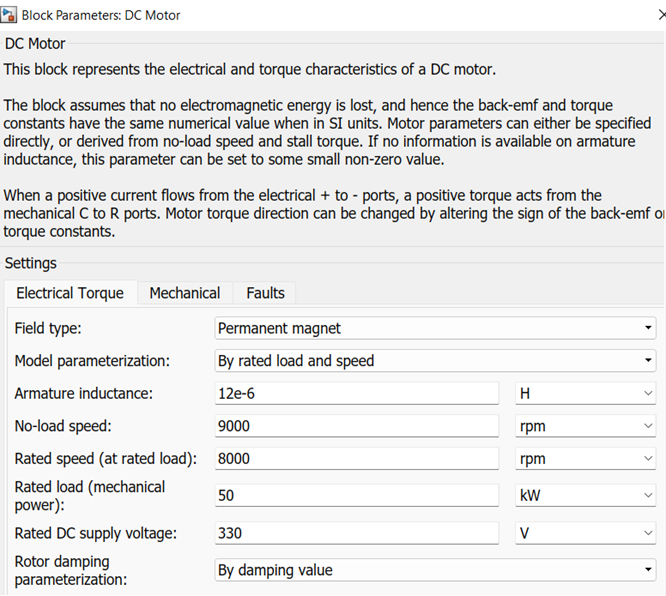 Block Parameters: DC Motor
DC Motor
This block represents the electrical and torque characteristics of a DC motor.
The block assumes that no electromagnetic energy is lost, and hence the back-emf and torque
constants have the same numerical value when in SI units. Motor parameters can either be specified
directly, or derived from no-load speed and stall torque. If no information is available on armature
inductance, this parameter can be set to some small non-zero value.
When a positive current flows from the electrical + to - ports, a positive torque acts from the
mechanical C to R ports. Motor torque direction can be changed by altering the sign of the back-emf or
torque constants.
Settings
Electrical Torque Mechanical Faults
Field type: Permanent magnet
Model parameterization: By rated load and speed
Armature inductance: 12e-6 H
No-load speed: 9000 rpm
Rated speed (at rated load): 8000 rpm
Rated load (mechanical
power): 50 kW
Rated DC supply voltage: 330 V
Rotor damping
parameterization: By damping value